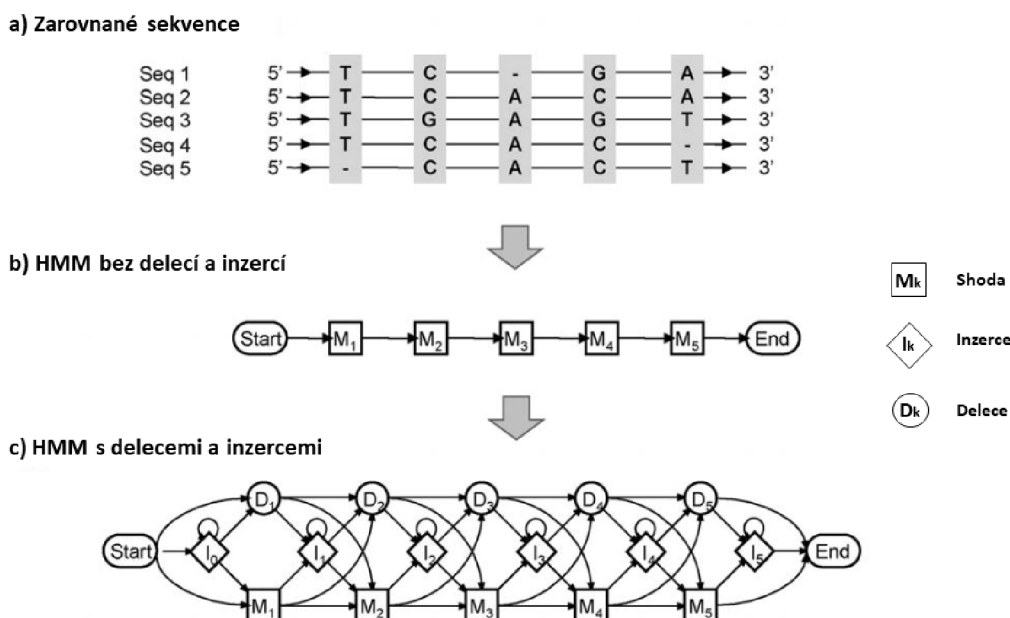 a) Zarovnané sekvence
Seq 1 5' T C - G A 3'
Seq 2 5' T C A C A 3'
Seq 3 5' T G A G T 3'
Seq 4 5' T C A C - 3'
Seq 5 5' - C A C T 3'
b) HMM bez delecí a inzercí
Mk Shoda
Start M1 M2 M3 M4 M5 End
Ik Inzerce
Dk Delece
c) HMM s delecemi a inzercemi
D1 D2 D3 D4 D5
Start I0 I1 I2 I3 I4 I5 End
M1 M2 M3 M4 M5